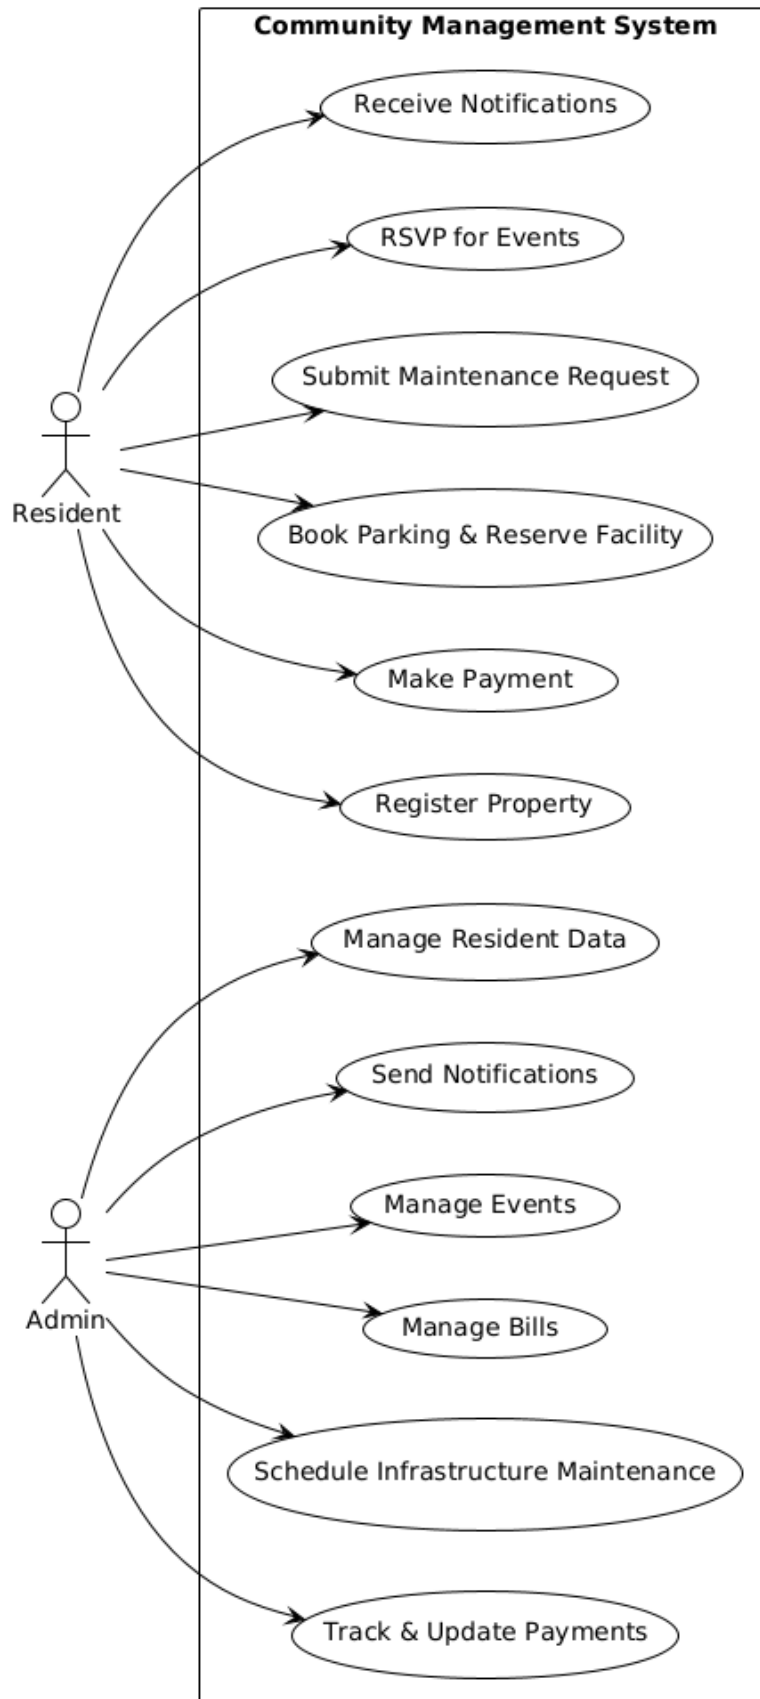 Community Management System
Receive Notifications
RSVP for Events
Submit Maintenance Request
Resident
Book Parking & Reserve Facility
Make Payment
Register Property
Manage Resident Data
Send Notifications
Manage Events
Admin
Manage Bills
Schedule Infrastructure Maintenance
Track & Update Payments